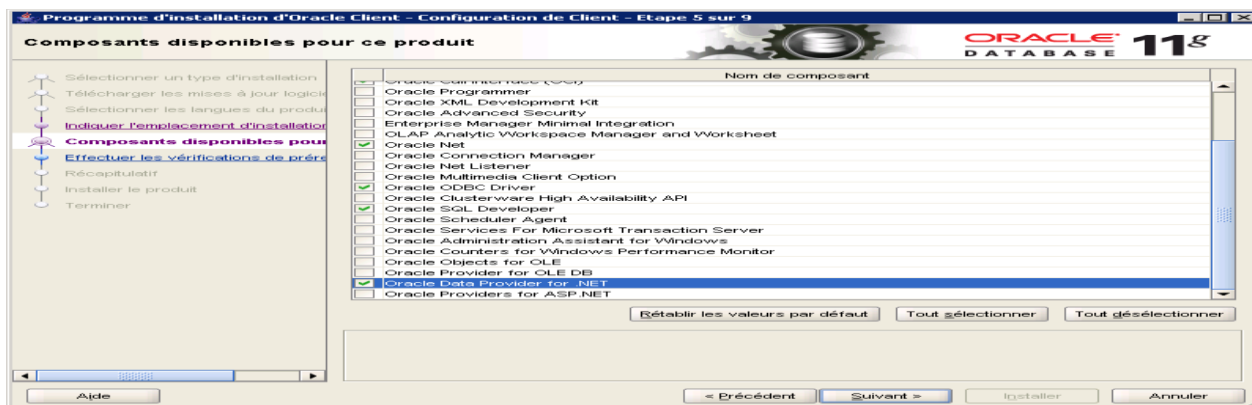 Programme d'installation d'Oracle Client - Configuration de Client - Etape 5 sur 9
Composants disponibles pour ce produit
ORACLE
DATABASE 11g
Sélectionner un type d'installation
Télécharger les mises à jour logicie
Sélectionner les langues du produi
Indiquer l'emplacement d'installation
Composants disponibles pour
Effectuer les vérifications de prére
Récapitulatif
Installer le produit
Terminer
Nom de composant
Oracle Call Interface (OCI)
Oracle Programmer
Oracle XML Development Kit
Oracle Advanced Security
Enterprise Manager Minimal Integration
OLAP Analytic Workspace Manager and Worksheet
Oracle Net
Oracle Connection Manager
Oracle Net Listener
Oracle Multimedia Client Option
Oracle ODBC Driver
Oracle Clusterware High Availability API
Oracle SQL Developer
Oracle Scheduler Agent
Oracle Services For Microsoft Transaction Server
Oracle Administration Assistant for Windows
Oracle Counters for Windows Performance Monitor
Oracle Objects for OLE
Oracle Provider for OLE DB
Oracle Data Provider for .NET
Oracle Providers for ASP.NET
Rétablir les valeurs par défaut Tout sélectionner Tout désélectionner
Aide < Précédent Suivant > Installer Annuler